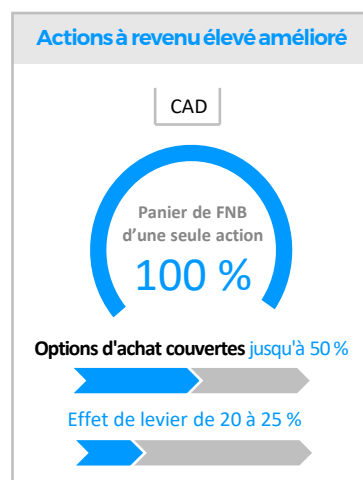 Actions à revenu élevé amélioré
CAD
Panier de FNB
d’une seule action
100 %
Options d'achat couvertes jusqu'à 50 %
Effet de levier de 20 à 25 %